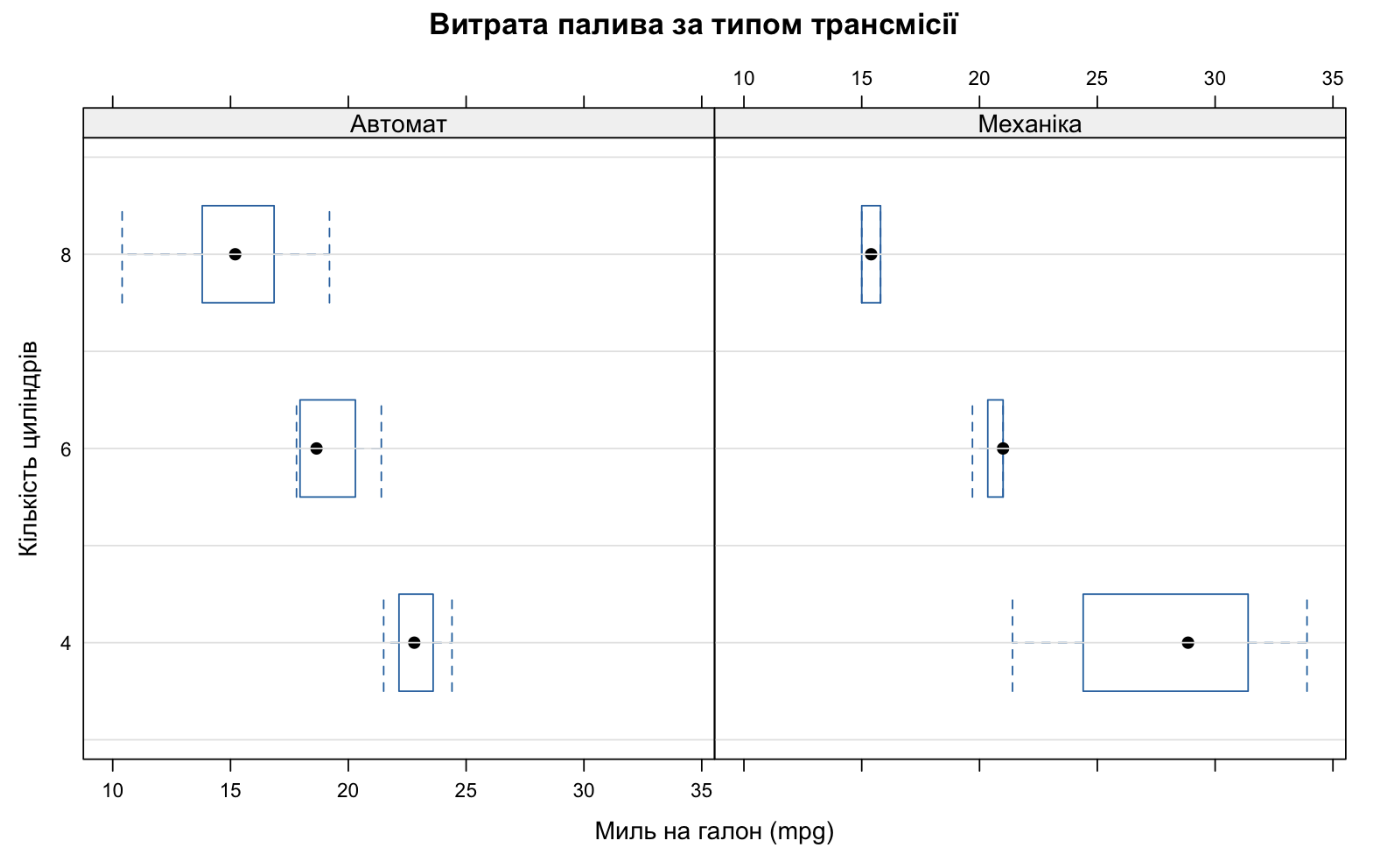 Витрата палива за типом трансмісії
10 15 20 25 30 35
Автомат Механіка
8
6
4
Кількість циліндрів
10 15 20 25 30 35
Миль на галон (mpg)